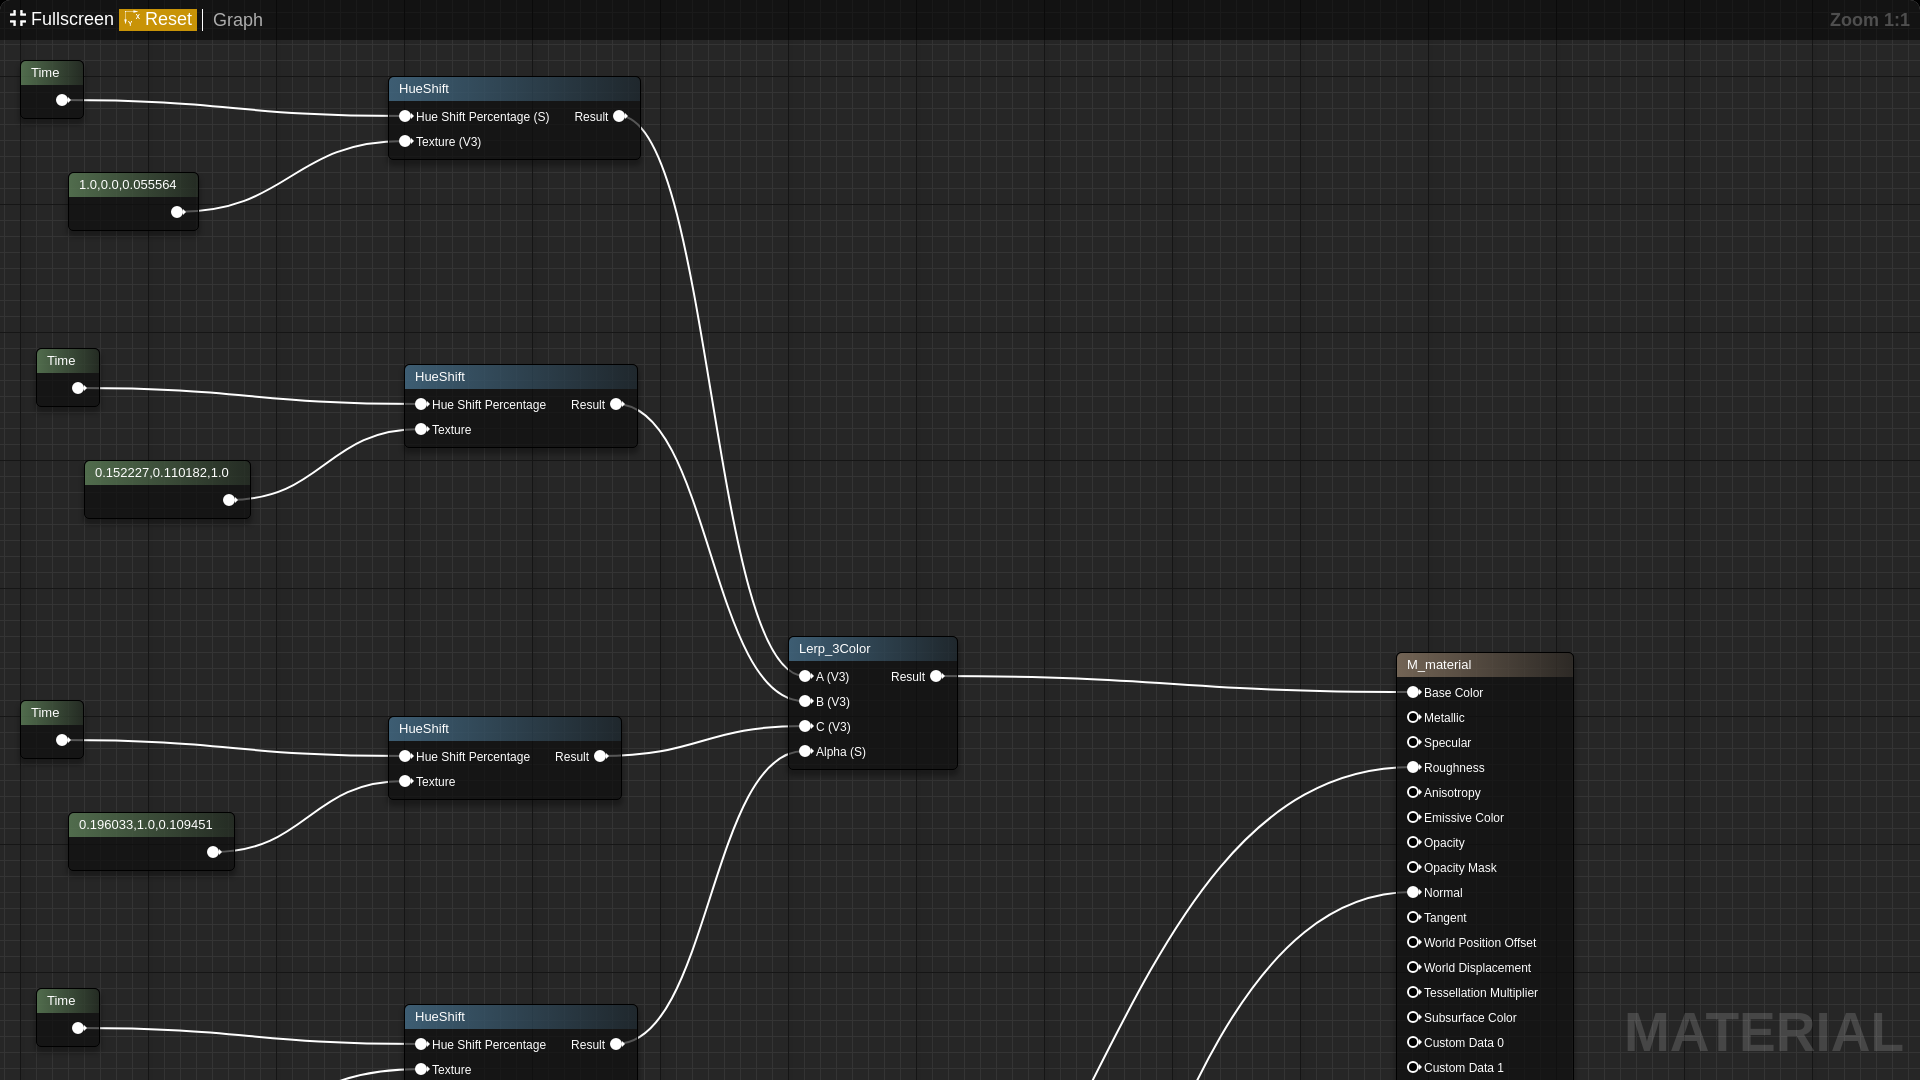 Fullscreen Reset Graph
Zoom 1:1
Time
HueShift
Hue Shift Percentage (S) Result
Texture (V3)
1.0,0.0,0.055564
Time
HueShift
Hue Shift Percentage Result
Texture
0.152227,0.110182,1.0
Lerp_3Color
A (V3) Result
B (V3)
C (V3)
Alpha (S)
Time
HueShift
Hue Shift Percentage Result
Texture
0.196033,1.0,0.109451
Time
HueShift
Hue Shift Percentage Result
Texture
M_material
Base Color
Metallic
Specular
Roughness
Anisotropy
Emissive Color
Opacity
Opacity Mask
Normal
Tangent
World Position Offset
World Displacement
Tessellation Multiplier
Subsurface Color
Custom Data 0
Custom Data 1
MATERIAL